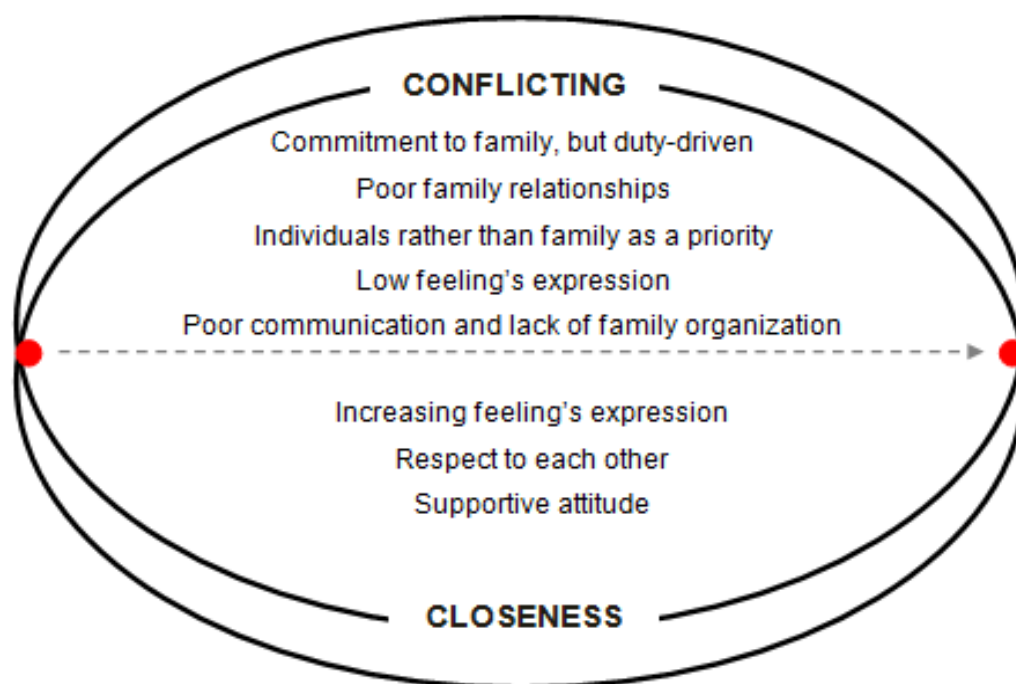 CONFLICTING
Commitment to family, but duty-driven
Poor family relationships
Individuals rather than family as a priority
Low feeling’s expression
Poor communication and lack of family organization
Increasing feeling’s expression
Respect to each other
Supportive attitude
CLOSENESS